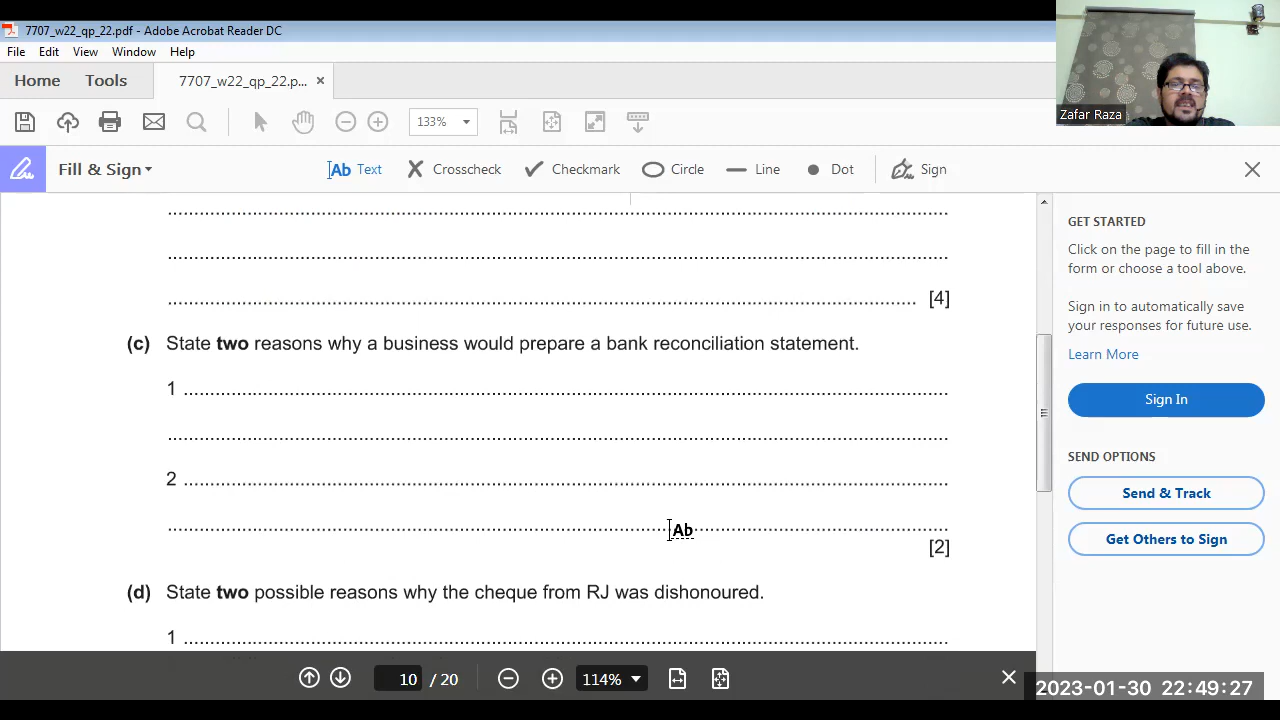 7707_w22_qp_22.pdf - Adobe Acrobat Reader DC
File Edit View Window Help
Home Tools 7707_w22_qp_22.p... ×
133%
Fill & Sign Ab Text Crosscheck Checkmark Circle Line Dot Sign
Zafar Raza
[4]
(c) State two reasons why a business would prepare a bank reconciliation statement.
1
2
Ab
[2]
(d) State two possible reasons why the cheque from RJ was dishonoured.
1
GET STARTED
Click on the page to fill in the
form or choose a tool above.
Sign in to automatically save
your responses for future use.
Learn More
Sign In
SEND OPTIONS
Send & Track
Get Others to Sign
10 / 20 114%
2023-01-30 22:49:27